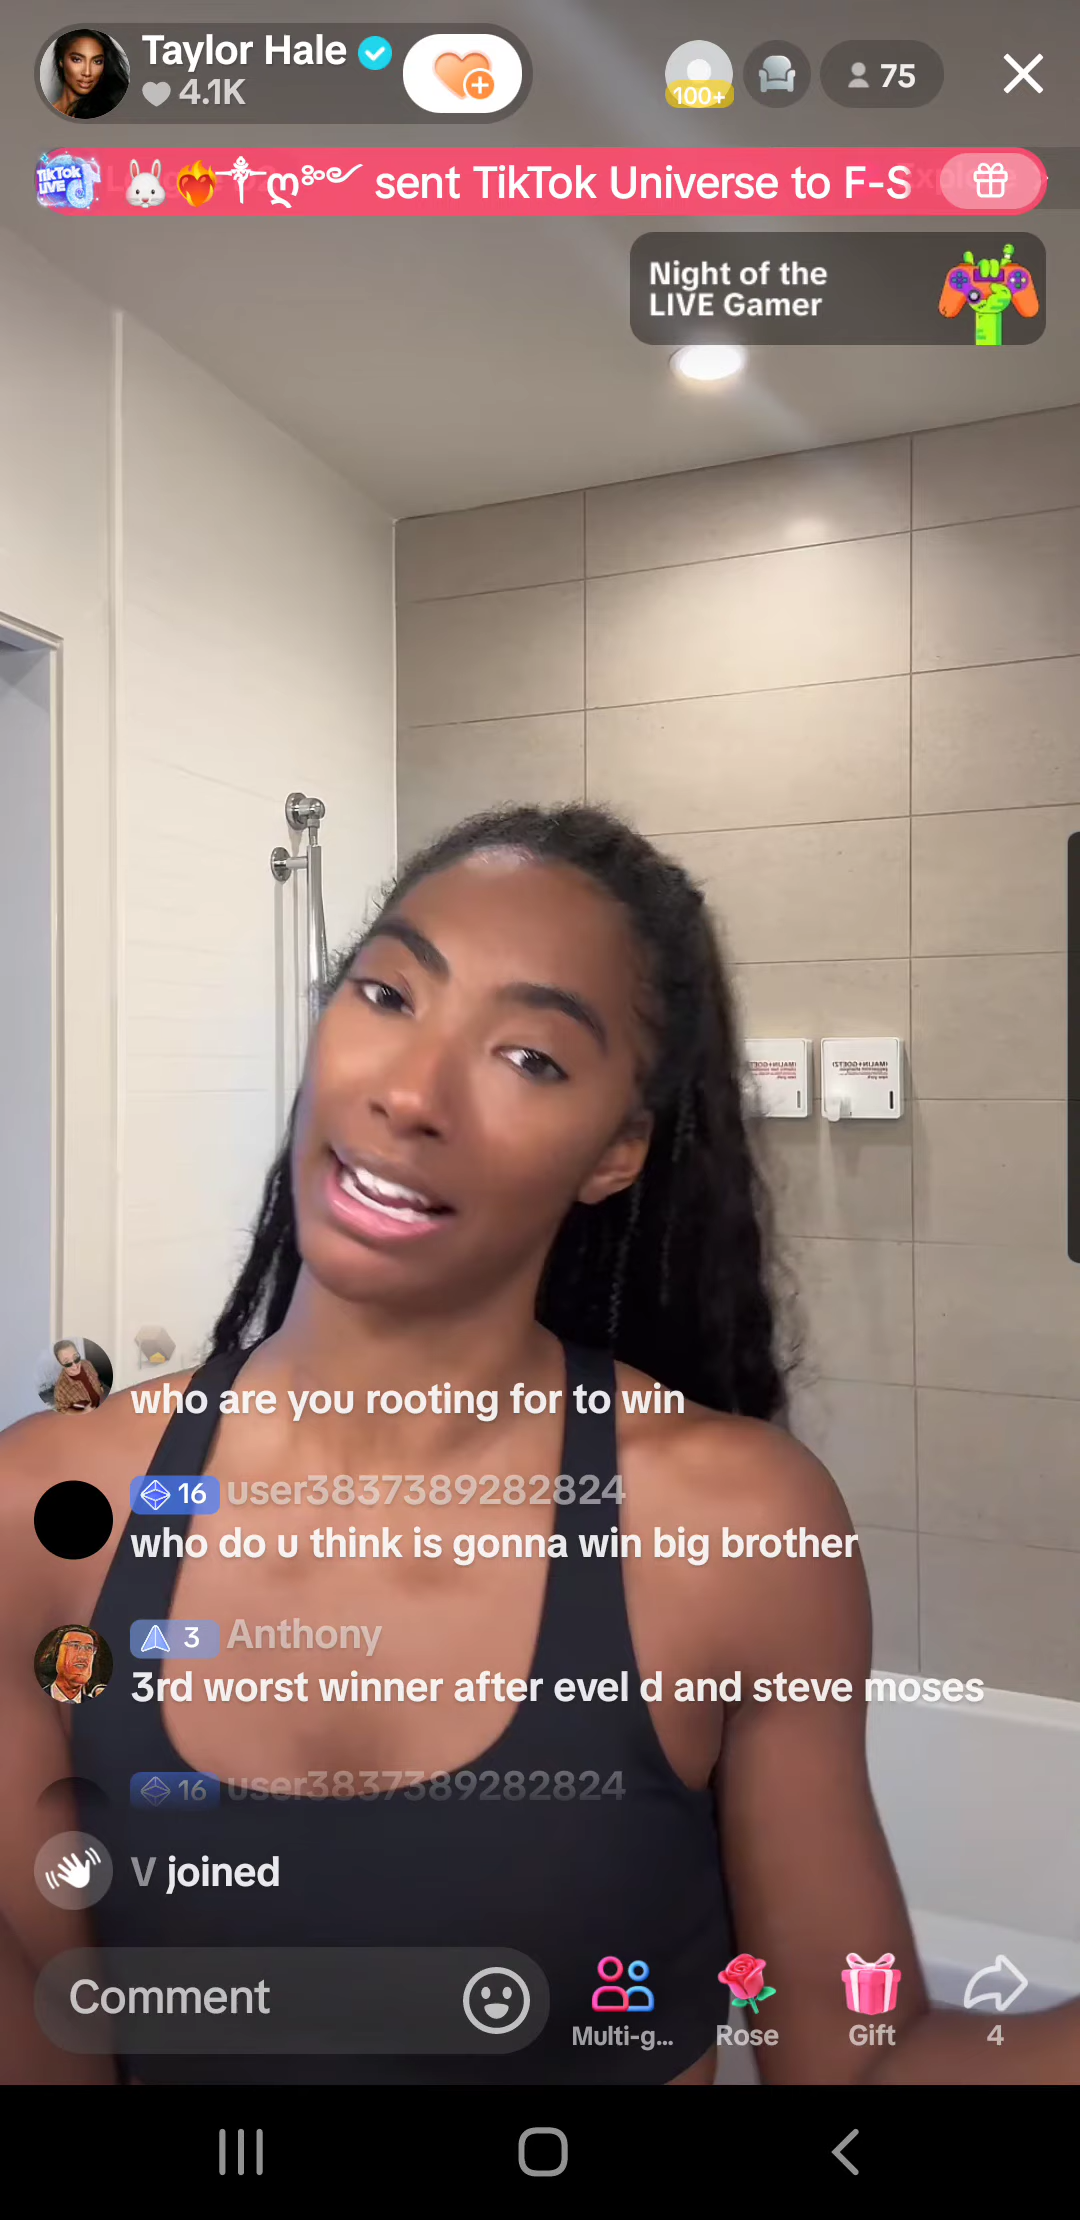 Taylor Hale
4.1K
100+
75
TikTok LIVE
sent TikTok Universe to F-S
Night of the
LIVE Gamer
who are you rooting for to win
16 user3837389282824
who do u think is gonna win big brother
3 Anthony
3rd worst winner after evel d and steve moses
16 user3837389282824
V joined
Comment
Multi-g...
Rose
Gift
4